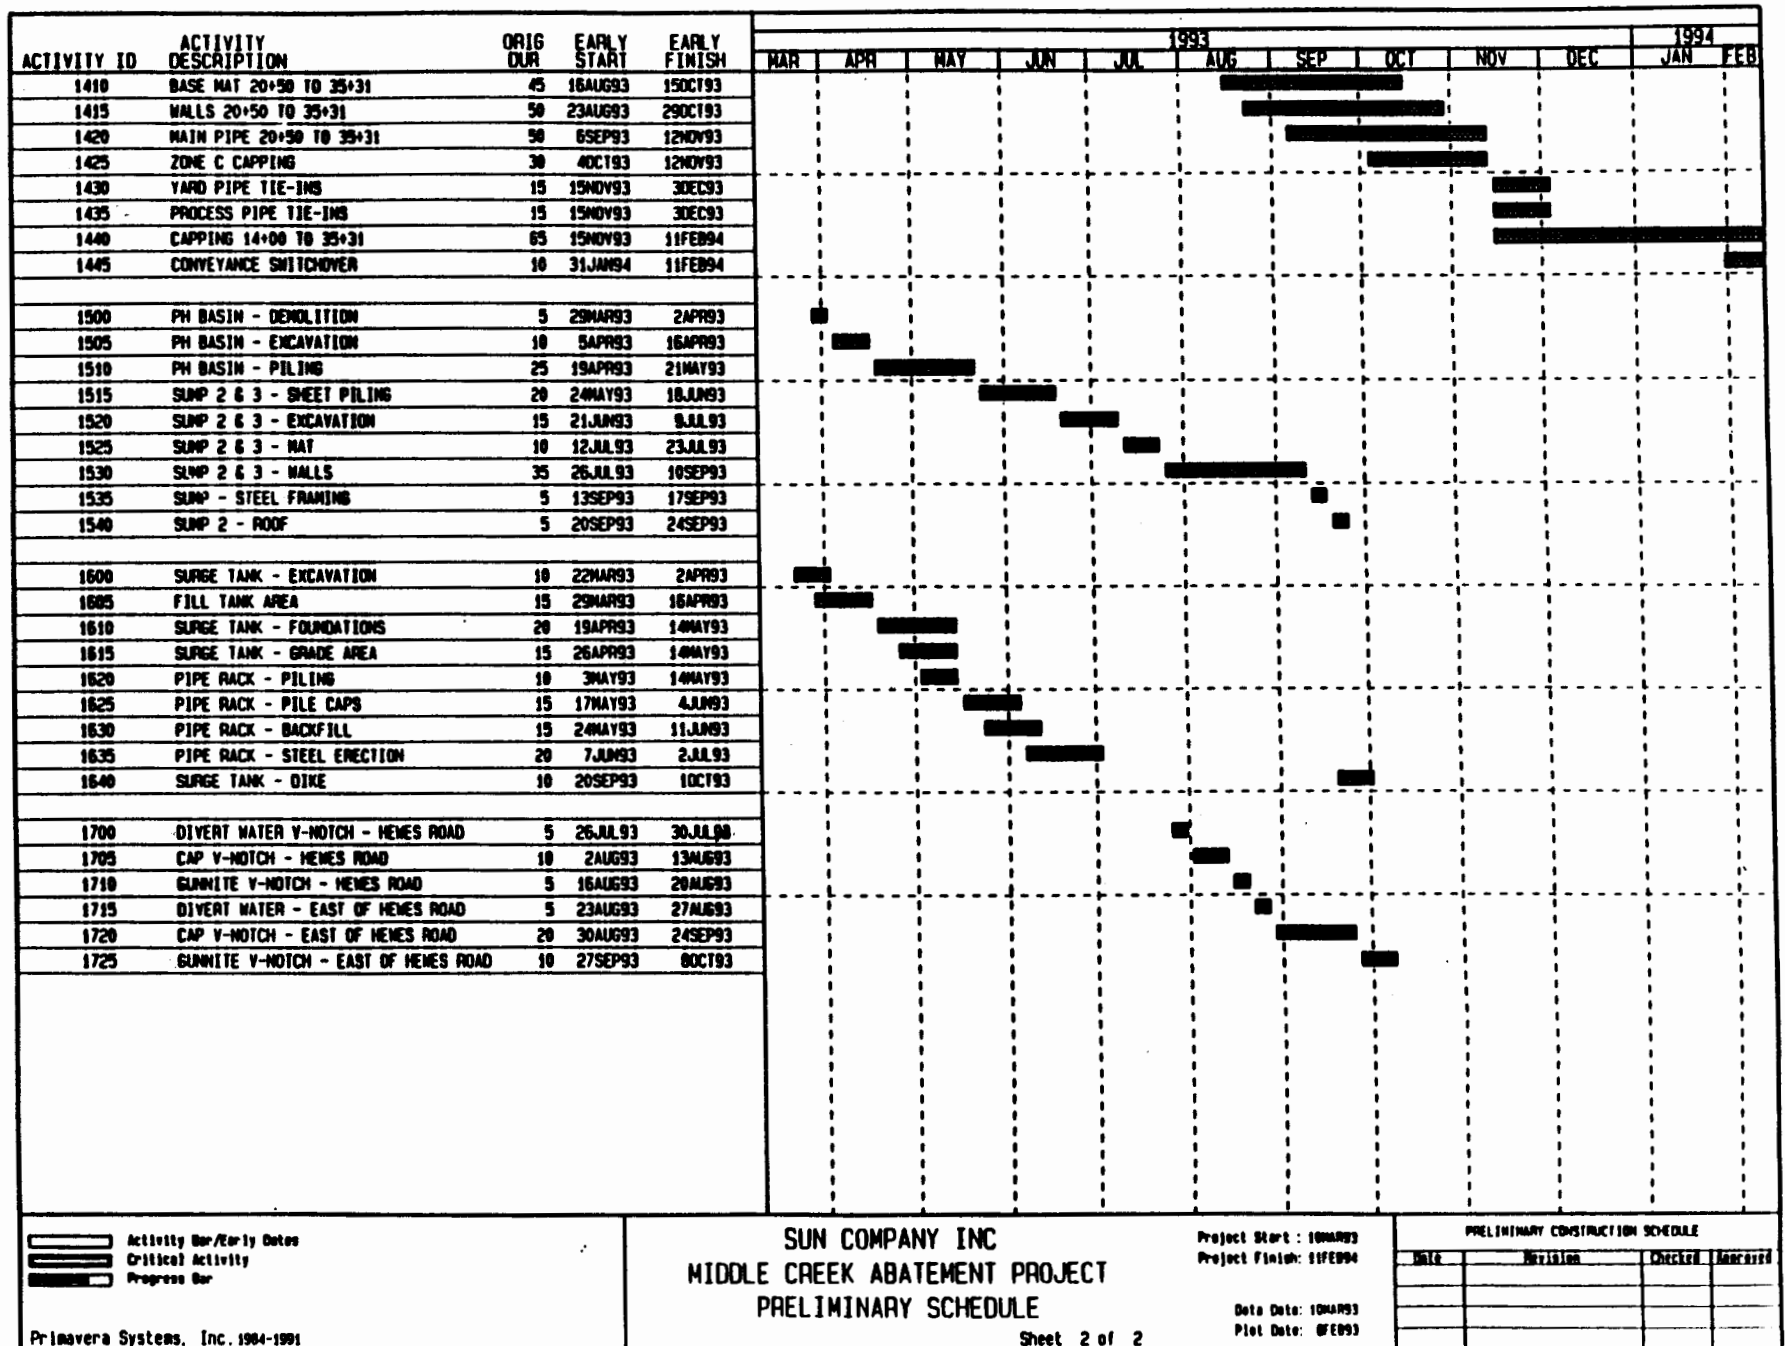 1993 1994
ACTIVITY ID ACTIVITY DESCRIPTION ORIG DUR EARLY START EARLY FINISH MAR APR MAY JUN JUL AUG SEP OCT NOV DEC JAN FEB
1410 BASE MAT 20+50 TO 35+31 45 16AUG93 15OCT93
1415 WALLS 20+50 TO 35+31 50 23AUG93 29OCT93
1420 MAIN PIPE 20+50 TO 35+31 50 6SEP93 12NOV93
1425 ZONE C CAPPING 30 4OCT93 12NOV93
1430 YARD PIPE TIE-INS 15 15NOV93 3DEC93
1435 PROCESS PIPE TIE-INS 15 15NOV93 3DEC93
1440 CAPPING 14+00 TO 35+31 65 15NOV93 11FEB94
1445 CONVEYANCE SWITCHOVER 10 31JAN94 11FEB94
1500 PH BASIN - DEMOLITION 5 29MAR93 2APR93
1505 PH BASIN - EXCAVATION 10 5APR93 16APR93
1510 PH BASIN - PILING 25 19APR93 21MAY93
1515 SUMP 2 & 3 - SHEET PILING 20 24MAY93 18JUN93
1520 SUMP 2 & 3 - EXCAVATION 15 21JUN93 9JUL93
1525 SUMP 2 & 3 - MAT 10 12JUL93 23JUL93
1530 SUMP 2 & 3 - WALLS 35 26JUL93 10SEP93
1535 SUMP - STEEL FRAMING 5 13SEP93 17SEP93
1540 SUMP 2 - ROOF 5 20SEP93 24SEP93
1600 SURGE TANK - EXCAVATION 10 22MAR93 2APR93
1605 FILL TANK AREA 15 29MAR93 16APR93
1610 SURGE TANK - FOUNDATIONS 20 19APR93 14MAY93
1615 SURGE TANK - GRADE AREA 15 26APR93 14MAY93
1620 PIPE RACK - PILING 10 3MAY93 14MAY93
1625 PIPE RACK - PILE CAPS 15 17MAY93 4JUN93
1630 PIPE RACK - BACKFILL 15 24MAY93 11JUN93
1635 PIPE RACK - STEEL ERECTION 20 7JUN93 2JUL93
1640 SURGE TANK - DIKE 10 20SEP93 1OCT93
1700 DIVERT WATER V-NOTCH - HEWES ROAD 5 26JUL93 30JUL93
1705 CAP V-NOTCH - HEWES ROAD 10 2AUG93 13AUG93
1710 GUNNITE V-NOTCH - HEWES ROAD 5 16AUG93 20AUG93
1715 DIVERT WATER - EAST OF HEWES ROAD 5 23AUG93 27AUG93
1720 CAP V-NOTCH - EAST OF HEWES ROAD 20 30AUG93 24SEP93
1725 GUNNITE V-NOTCH - EAST OF HEWES ROAD 10 27SEP93 8OCT93
Activity Bar/Early Dates
Critical Activity
Progress Bar
Primavera Systems, Inc. 1984-1991
SUN COMPANY INC
MIDDLE CREEK ABATEMENT PROJECT
PRELIMINARY SCHEDULE
Sheet 2 of 2
Project Start : 10MAR93
Project Finish: 11FEB94
Data Date: 10MAR93
Plot Date: 8FEB93
PRELIMINARY CONSTRUCTION SCHEDULE
Date Revision Checked Approved